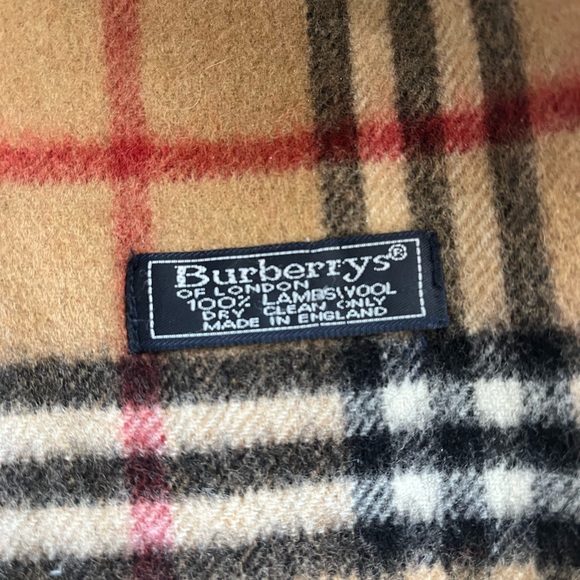 Burberrys®
OF LONDON
100% LAMBSWOOL
DRY CLEAN ONLY
MADE IN ENGLAND